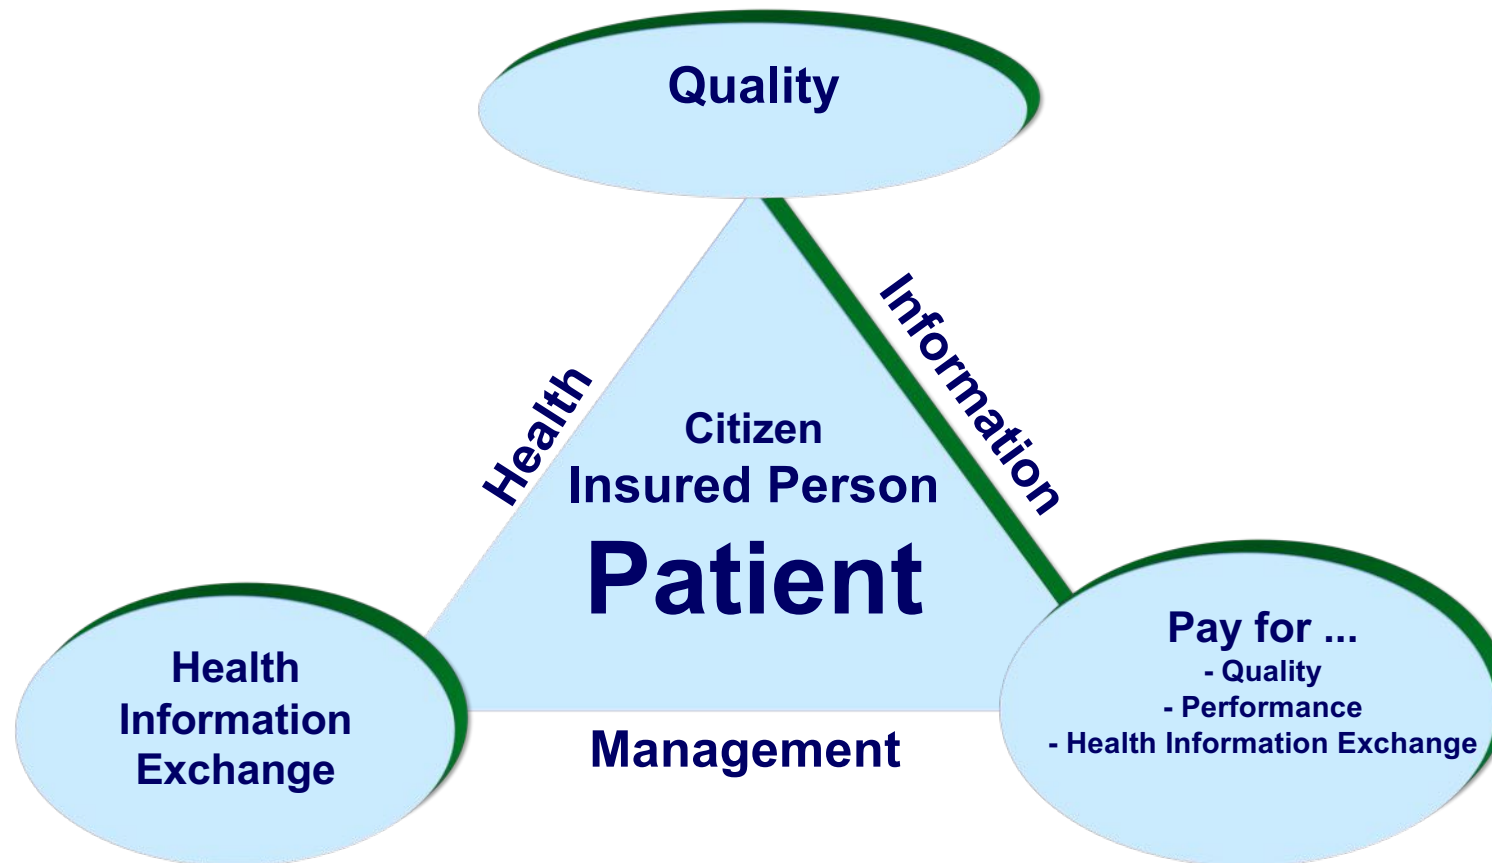 Quality
Health
Information
Citizen
Insured Person
Patient
Health
Information
Exchange
Management
Pay for ...
- Quality
- Performance
- Health Information Exchange